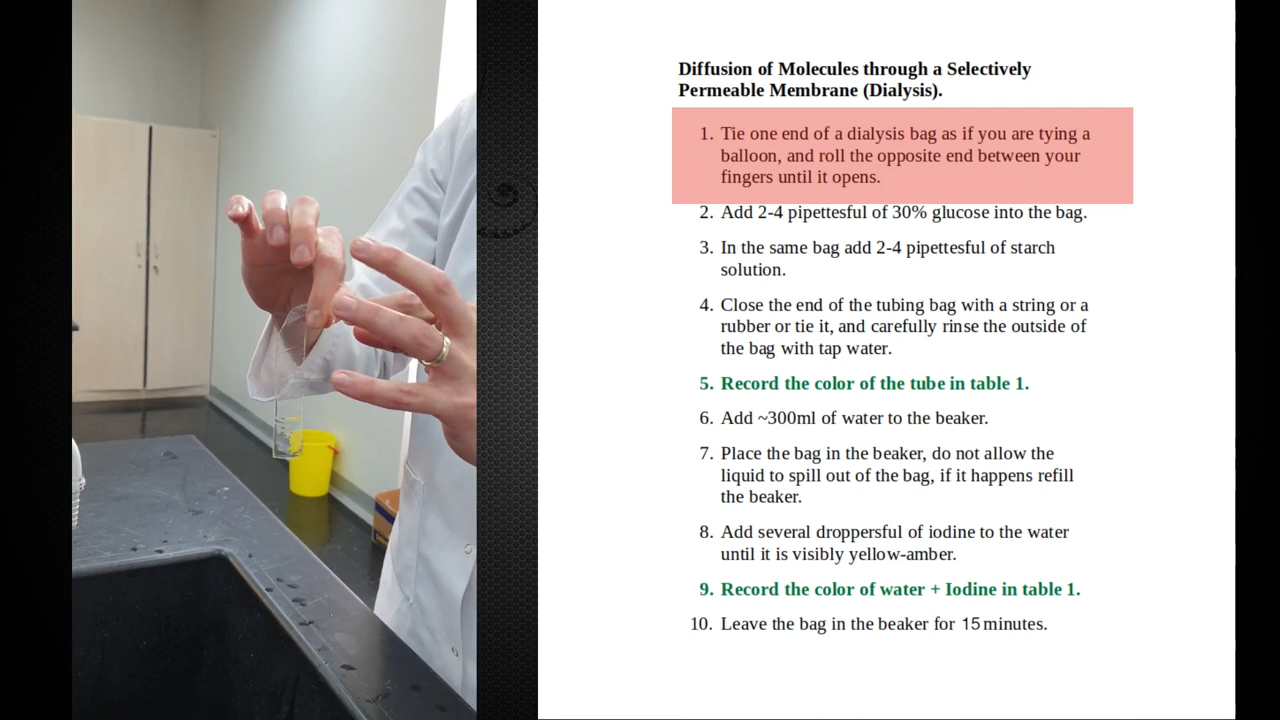 Diffusion of Molecules through a Selectively
Permeable Membrane (Dialysis).
1. Tie one end of a dialysis bag as if you are tying a
balloon, and roll the opposite end between your
fingers until it opens.
2. Add 2-4 pipettesful of 30% glucose into the bag.
3. In the same bag add 2-4 pipettesful of starch
solution.
4. Close the end of the tubing bag with a string or a
rubber or tie it, and carefully rinse the outside of
the bag with tap water.
5. Record the color of the tube in table 1.
6. Add ~300ml of water to the beaker.
7. Place the bag in the beaker, do not allow the
liquid to spill out of the bag, if it happens refill
the beaker.
8. Add several droppersful of iodine to the water
until it is visibly yellow-amber.
9. Record the color of water + Iodine in table 1.
10. Leave the bag in the beaker for 15 minutes.